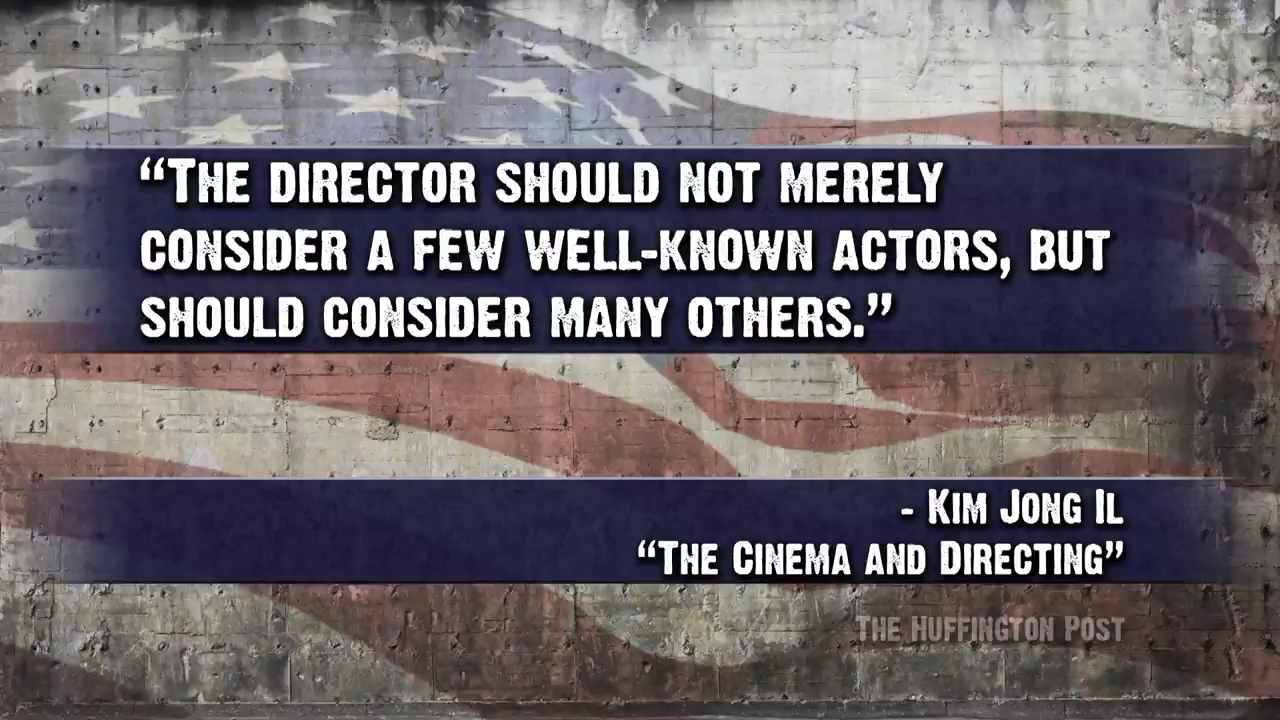 “The director should not merely
consider a few well-known actors, but
should consider many others.”
- Kim Jong Il
“The Cinema and Directing”
The Huffington Post